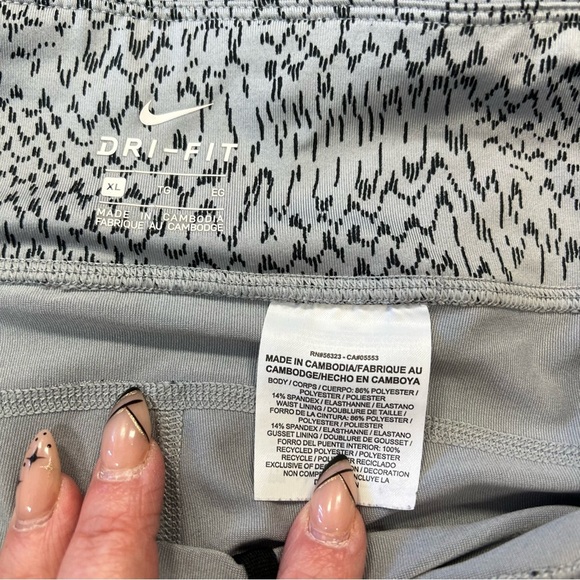 DRI-FIT
XL TG EG
MADE IN CAMBODIA
FABRIQUE AU CAMBODGE
RN#56323 - CA#05553
MADE IN CAMBODIA/FABRIQUE AU
CAMBODGE/HECHO EN CAMBOYA
BODY / CORPS / CUERPO: 86% POLYESTER /
POLYESTER / POLIESTER
14% SPANDEX / ELASTHANNE / ELASTANO
WAIST LINING / DOUBLURE DE TAILLE /
FORRO DE LA CINTURA: 86% POLYESTER /
POLYESTER / POLIESTER
14% SPANDEX / ELASTHANNE / ELASTANO
GUSSET LINING / DOUBLURE DE GOUSSET /
FORRO DEL PUENTE INTERIOR: 100%
RECYCLED POLYESTER / POLYESTER
RECYCLE / POLIESTER RECICLADO
EXCLUSIVE OF DECORATION / DECORATION
NON COMPRISE INCLUYE LA